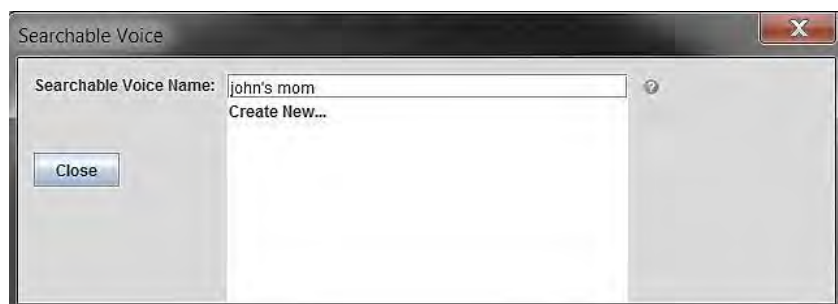 Searchable Voice
Searchable Voice Name: john's mom
Create New...
Close